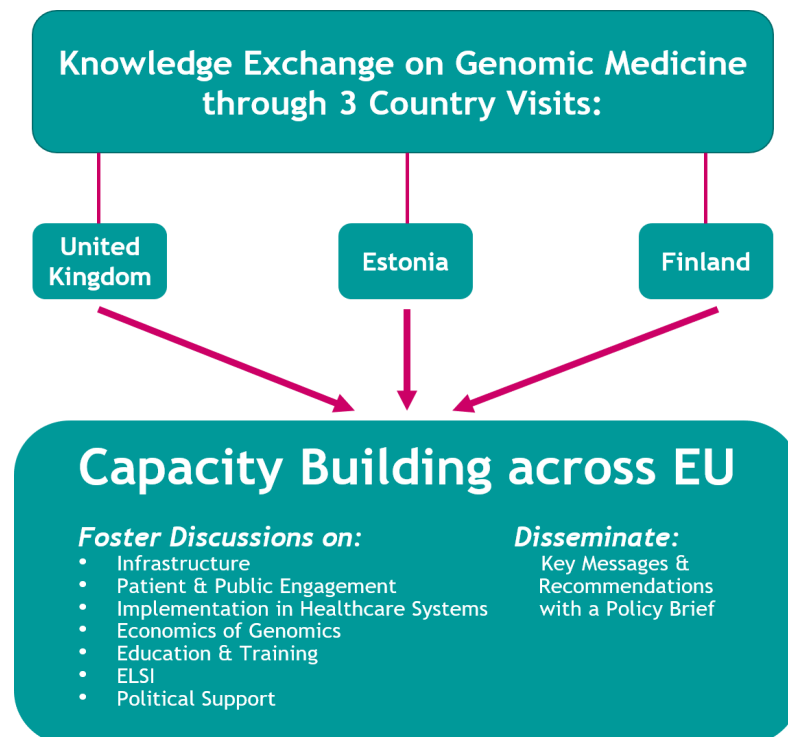 Knowledge Exchange on Genomic Medicine
through 3 Country Visits:
United
Kingdom
Estonia
Finland
Capacity Building across EU
Foster Discussions on:
• Infrastructure
• Patient & Public Engagement
• Implementation in Healthcare Systems
• Economics of Genomics
• Education & Training
• ELSI
• Political Support
Disseminate:
Key Messages &
Recommendations
with a Policy Brief